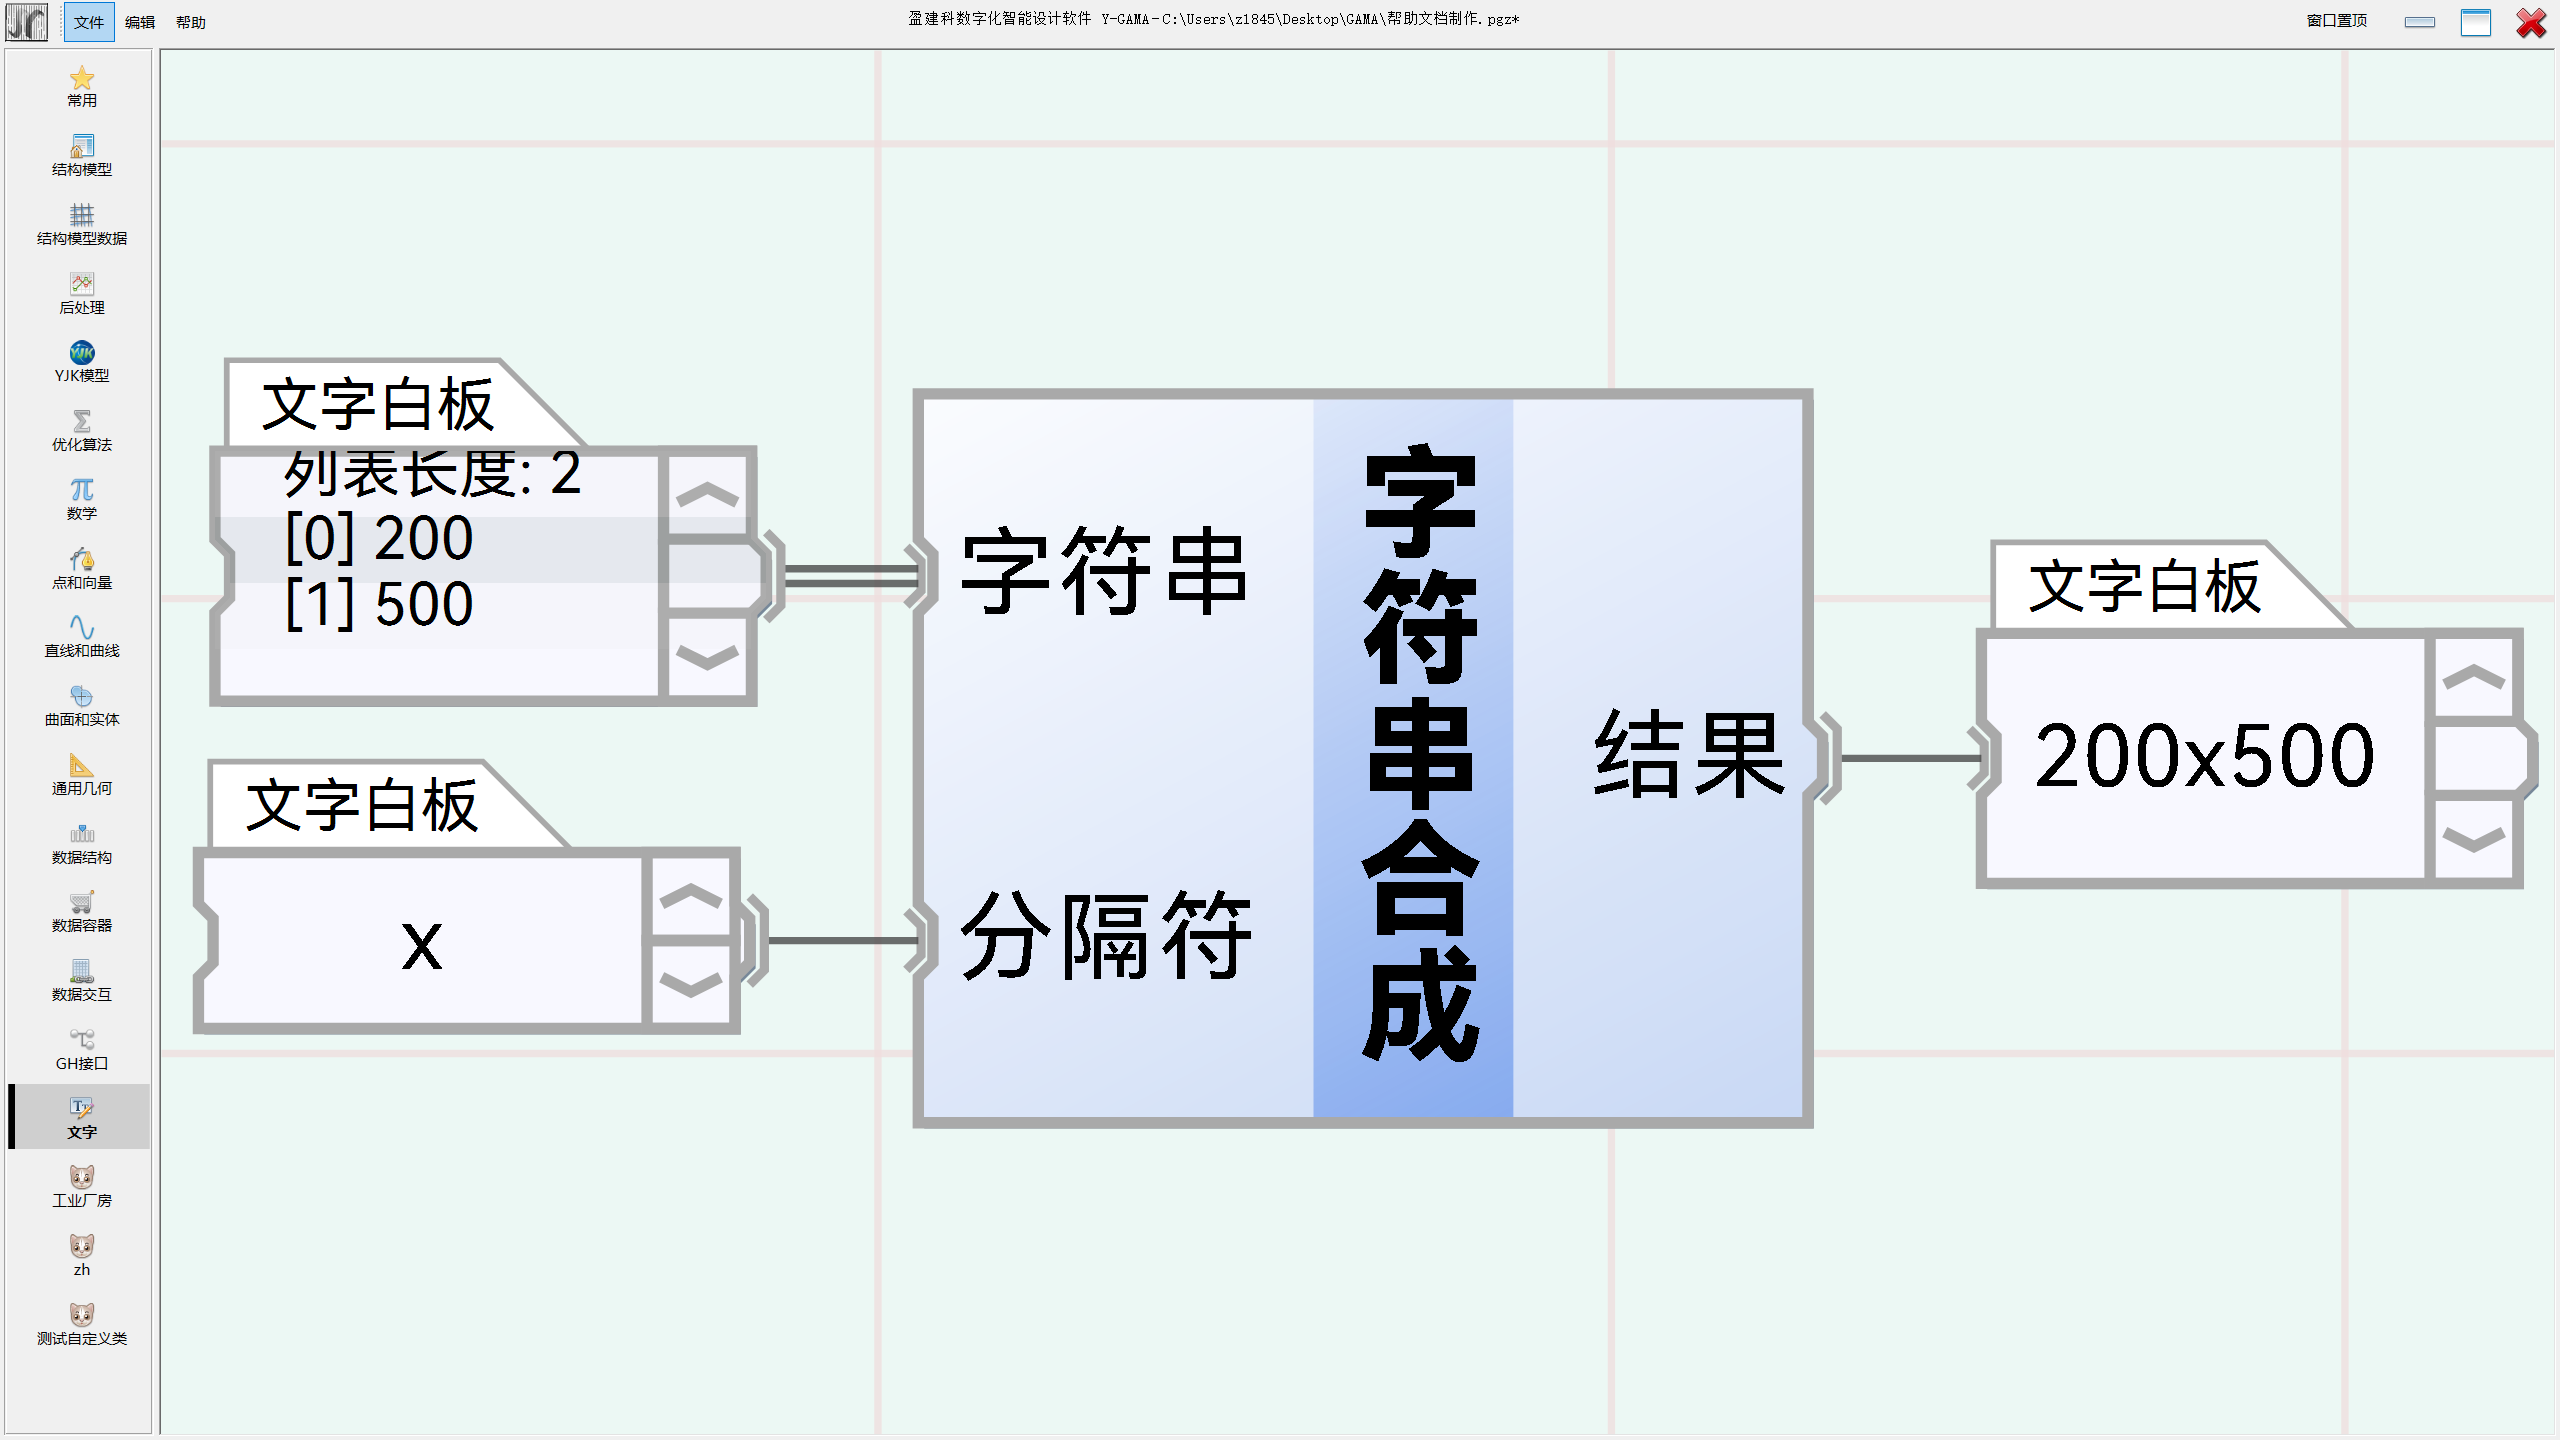 文件 编辑 帮助
盈建科数字化智能设计软件 Y-GAMA-C:\Users\z1845\Desktop\GAMA\帮助文档制作.pgz*
窗口置顶
常用
结构模型
结构模型数据
后处理
YJK模型
优化算法
数学
点和向量
直线和曲线
曲面和实体
通用几何
数据结构
数据容器
数据交互
GH接口
文字
工业厂房
zh
测试自定义类
文字白板
列表长度: 2
[0] 200
[1] 500
文字白板
x
字符串
分隔符
字符串合成
结果
文字白板
200x500